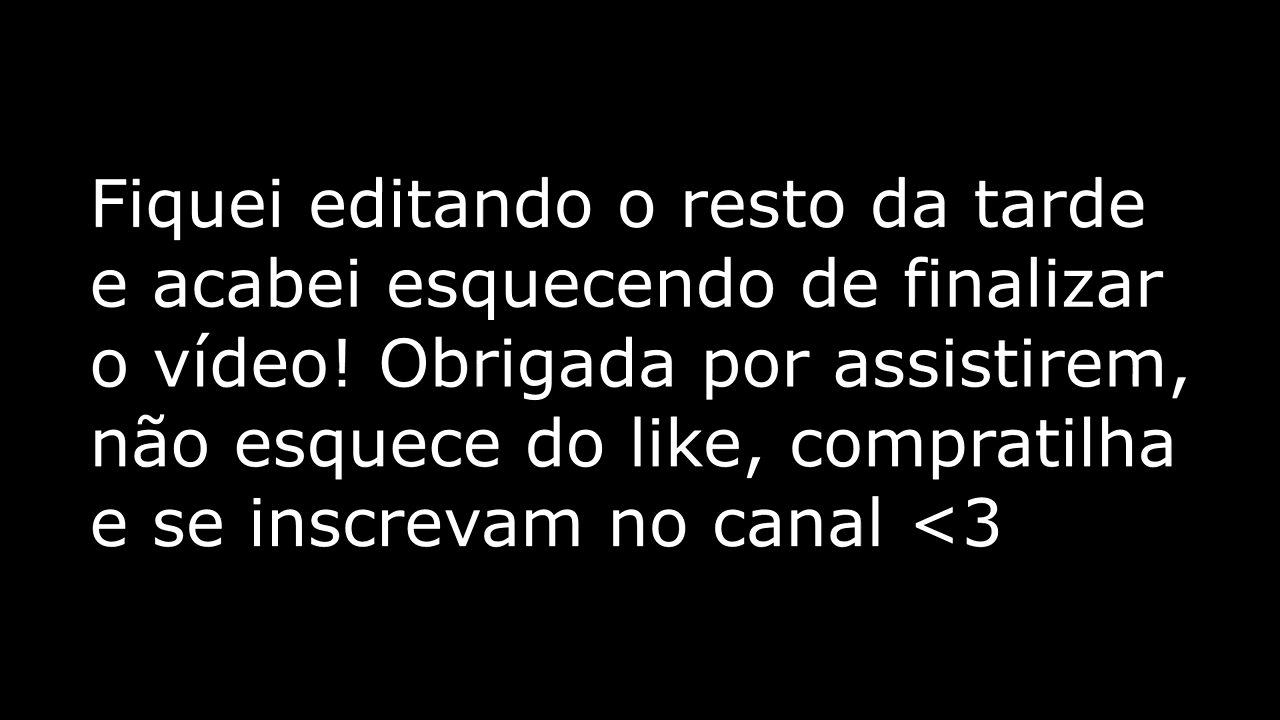 Fiquei editando o resto da tarde
e acabei esquecendo de finalizar
o vídeo! Obrigada por assistirem,
não esquece do like, compratilha
e se inscrevam no canal <3